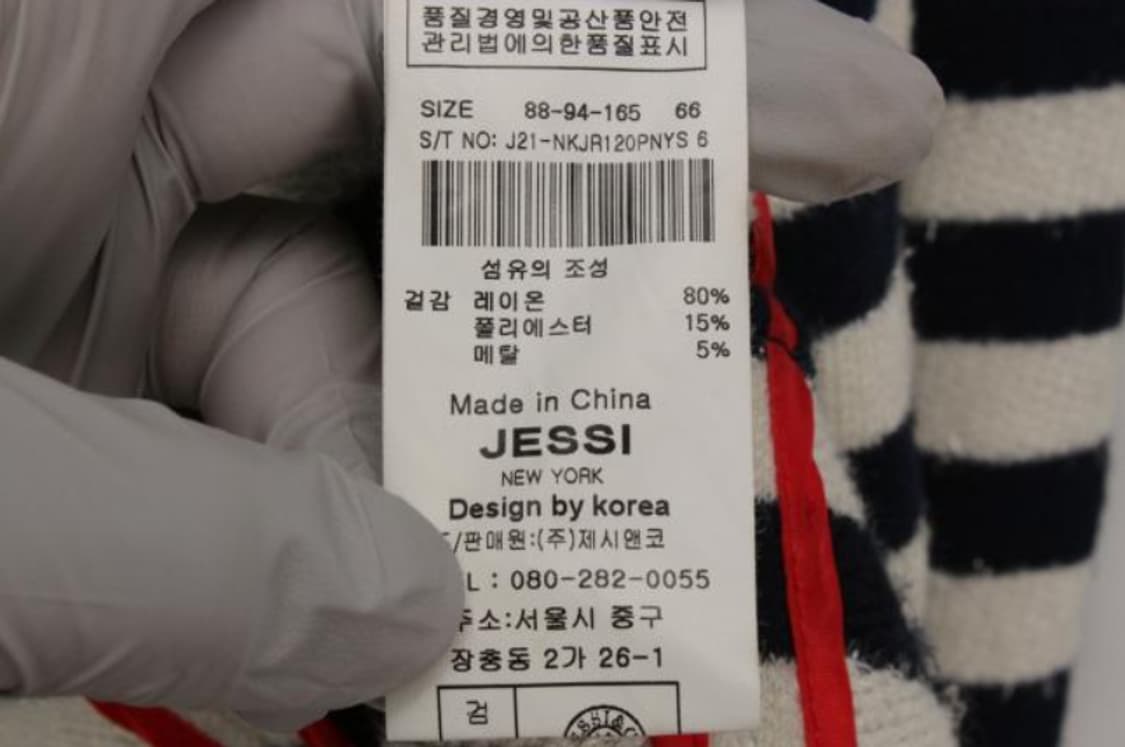 품질경영및공산품안전
관리법에의한품질표시
SIZE 88-94-165 66
S/T NO: J21-NKJR120PNYS 6
섬유의 조성
겉감 레이온 80%
폴리에스터 15%
메탈 5%
Made in China
JESSI
NEW YORK
Design by korea
/판매원:(주)제시앤코
L : 080-282-0055
주소:서울시 중구
장충동 2가 26-1
검